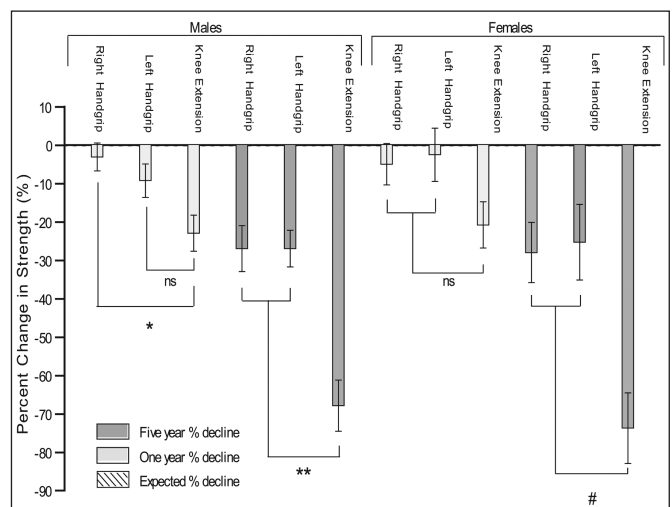 Males
Females
Right Handgrip
Left Handgrip
Knee Extension
Right Handgrip
Left Handgrip
Knee Extension
Right Handgrip
Left Handgrip
Knee Extension
Right Handgrip
Left Handgrip
Knee Extension
Percent Change in Strength (%)
10
0
-10
-20
-30
-40
-50
-60
-70
-80
-90
ns
*
**
ns
#
Five year % decline
One year % decline
Expected % decline